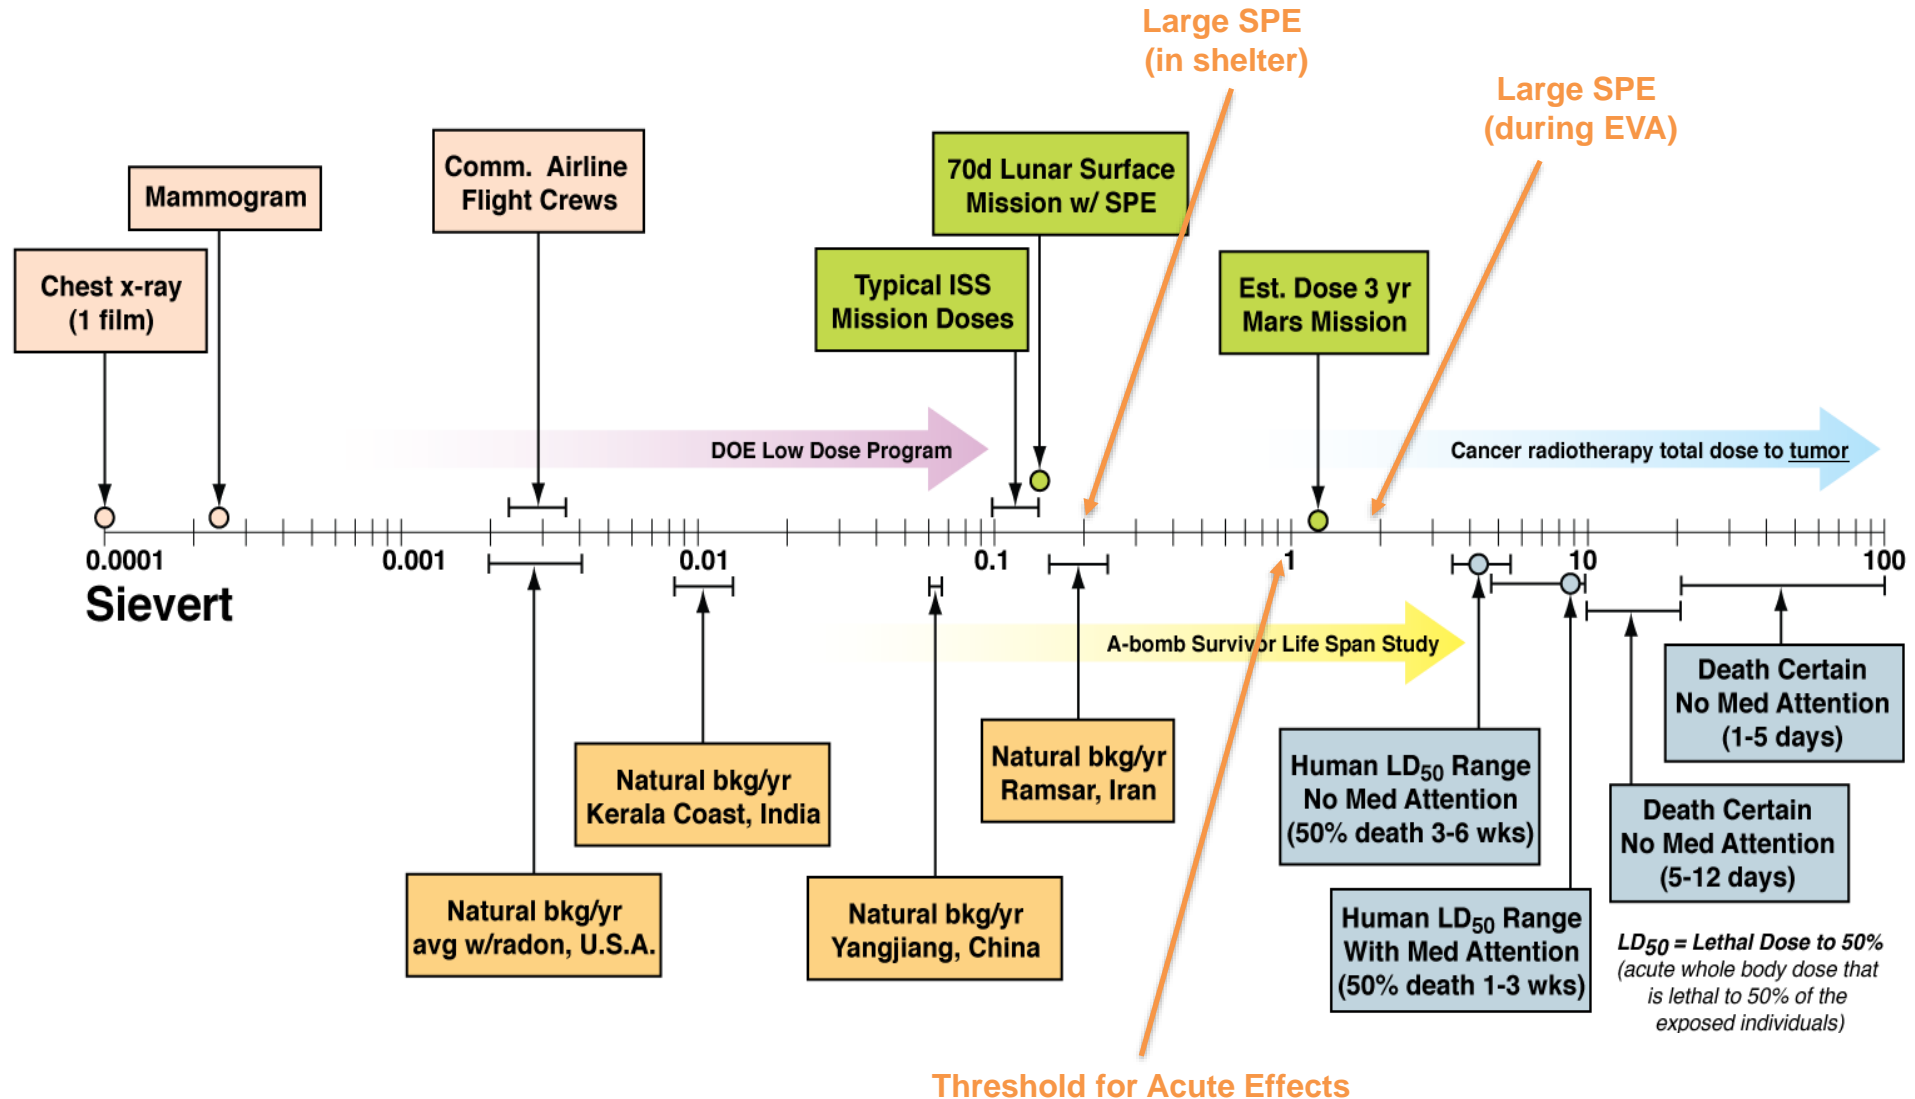 Large SPE
(in shelter)
Large SPE
(during EVA)
Mammogram
Comm. Airline
Flight Crews
70d Lunar Surface
Mission w/ SPE
Chest x-ray
(1 film)
Typical ISS
Mission Doses
Est. Dose 3 yr
Mars Mission
DOE Low Dose Program
Cancer radiotherapy total dose to tumor
0.0001
0.001
0.01
0.1
1
10
100
Sievert
A-bomb Survivor Life Span Study
Natural bkg/yr
Kerala Coast, India
Natural bkg/yr
Ramsar, Iran
Human LD50 Range
No Med Attention
(50% death 3-6 wks)
Death Certain
No Med Attention
(1-5 days)
Death Certain
No Med Attention
(5-12 days)
Natural bkg/yr
avg w/radon, U.S.A.
Natural bkg/yr
Yangjiang, China
Human LD50 Range
With Med Attention
(50% death 1-3 wks)
LD50 = Lethal Dose to 50%
(acute whole body dose that
is lethal to 50% of the
exposed individuals)
Threshold for Acute Effects